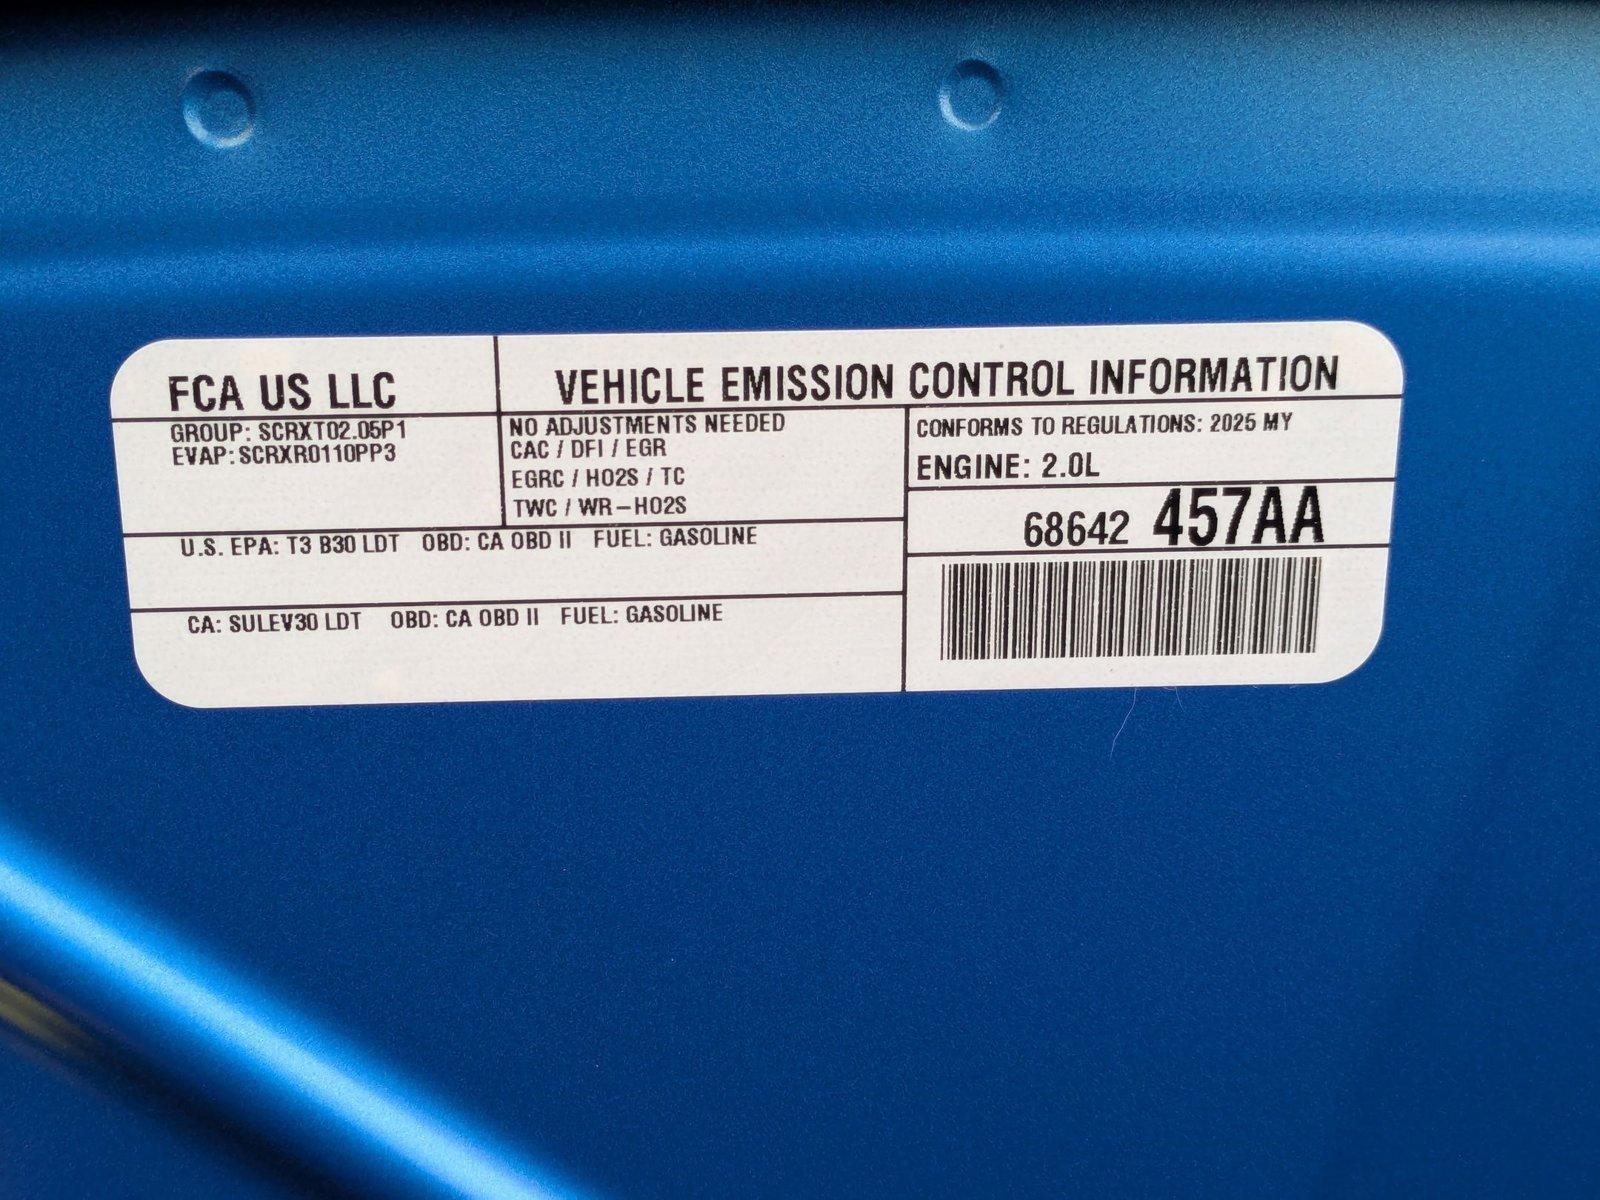 FCA US LLC
VEHICLE EMISSION CONTROL INFORMATION
GROUP: SCRXT02.05P1
EVAP: SCRXR0110PP3
NO ADJUSTMENTS NEEDED
CAC / DFI / EGR
EGRC / HO2S / TC
TWC / WR-HO2S
CONFORMS TO REGULATIONS: 2025 MY
ENGINE: 2.0L
68642 457AA
U.S. EPA: T3 B30 LDT OBD: CA OBD II FUEL: GASOLINE
CA: SULEV30 LDT OBD: CA OBD II FUEL: GASOLINE